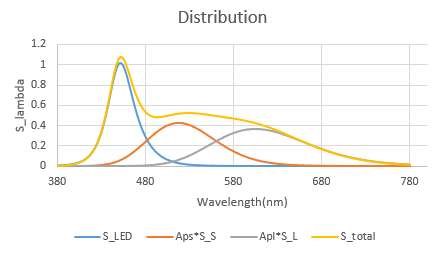 Distribution
1.2
1
0.8
0.6
0.4
0.2
0
S_lambda
380 480 580 680 780
Wavelength(nm)
S_LED Aps*S_S Apl*S_L S_total